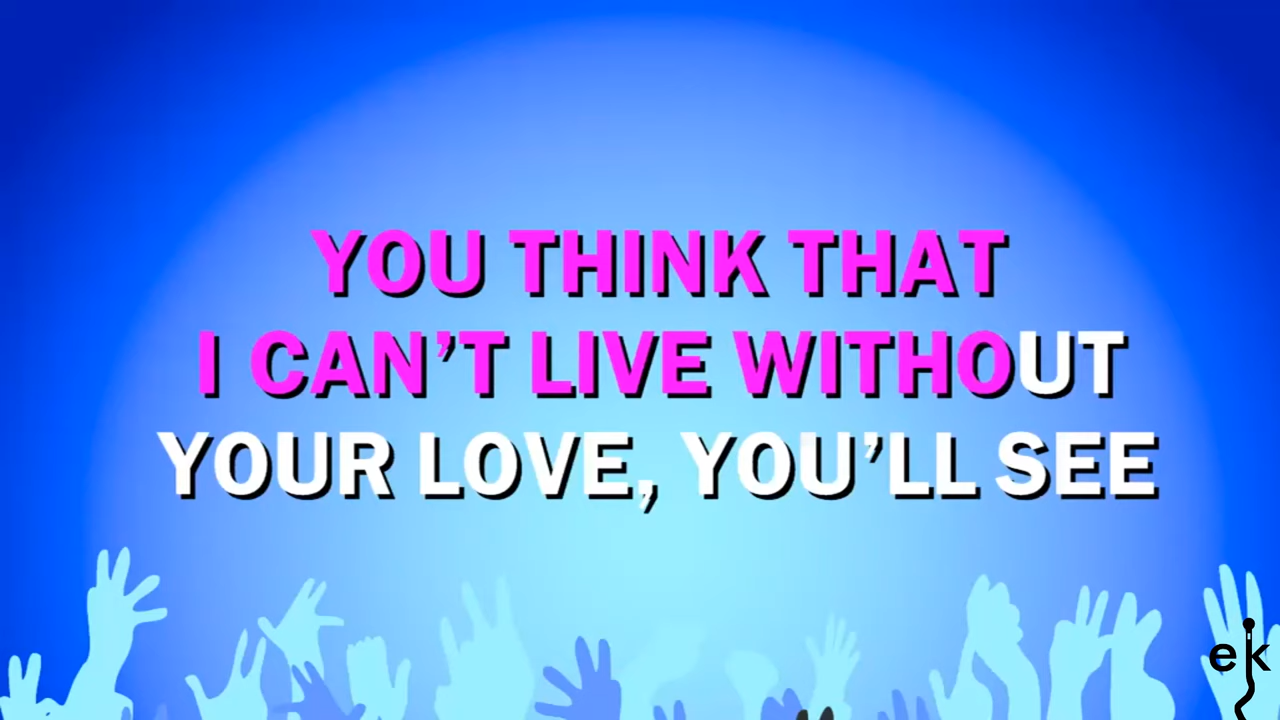 YOU THINK THAT
I CAN'T LIVE WITHOUT
YOUR LOVE, YOU'LL SEE
ek